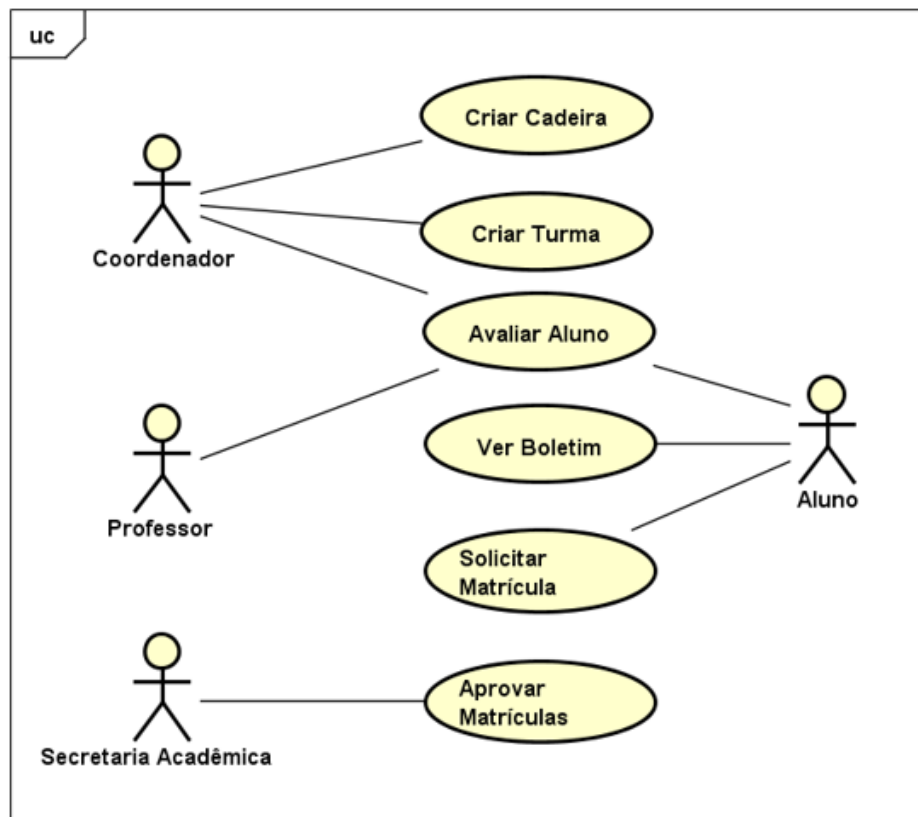 uc
Criar Cadeira
Coordenador
Criar Turma
Avaliar Aluno
Professor
Ver Boletim
Aluno
Solicitar
Matrícula
Secretaria Acadêmica
Aprovar
Matrículas